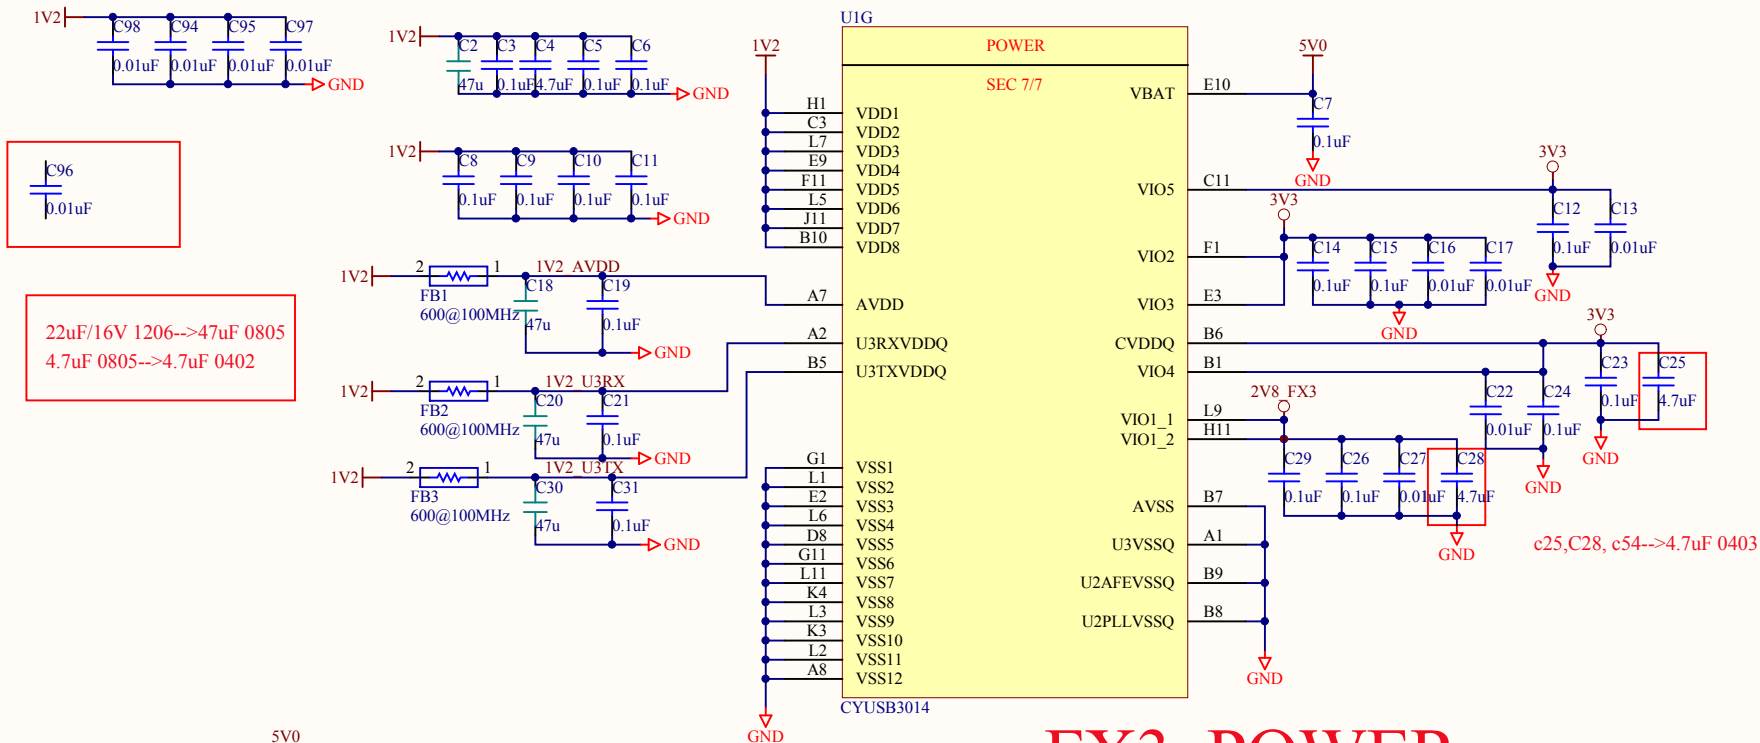 1V2
C98
C94
C95
C97
0.01uF
0.01uF
0.01uF
0.01uF
GND
C96
0.01uF
22uF/16V 1206-->47uF 0805
4.7uF 0805-->4.7uF 0402
1V2
C2
C3
C4
C5
C6
47u
0.1uF
4.7uF
0.1uF
0.1uF
GND
1V2
C8
C9
C10
C11
0.1uF
0.1uF
0.1uF
0.1uF
GND
1V2
2
1
FB1
600@100MHz
1V2_AVDD
C18
C19
47u
0.1uF
GND
1V2
2
1
FB2
600@100MHz
1V2_U3RX
C20
C21
47u
0.1uF
GND
1V2
2
1
FB3
600@100MHz
1V2_U3TX
C30
C31
47u
0.1uF
GND
U1G
POWER
SEC 7/7
1V2
H1 VDD1
C3 VDD2
L7 VDD3
E9 VDD4
F11 VDD5
L5 VDD6
J11 VDD7
B10 VDD8
A7 AVDD
A2 U3RXVDDQ
B5 U3TXVDDQ
G1 VSS1
L1 VSS2
E2 VSS3
L6 VSS4
D8 VSS5
G11 VSS6
L11 VSS7
K4 VSS8
L3 VSS9
K3 VSS10
L2 VSS11
A8 VSS12
GND
CYUSB3014
VBAT E10
VIO5 C11
VIO2 F1
VIO3 E3
CVDDQ B6
VIO4 B1
VIO1_1 L9
VIO1_2 H11
AVSS B7
U3VSSQ A1
U2AFEVSSQ B9
U2PLLVSSQ B8
GND
5V0
C7
0.1uF
GND
3V3
C12
C13
0.1uF
0.01uF
GND
3V3
C14
C15
C16
C17
0.1uF
0.1uF
0.01uF
0.01uF
GND
3V3
C23
C25
0.1uF
4.7uF
GND
C22
C24
0.01uF
0.1uF
GND
2V8_FX3
C29
C26
C27
C28
0.1uF
0.1uF
0.01uF
4.7uF
GND
c25,C28, c54-->4.7uF 0403
5V0
FX3_POWER